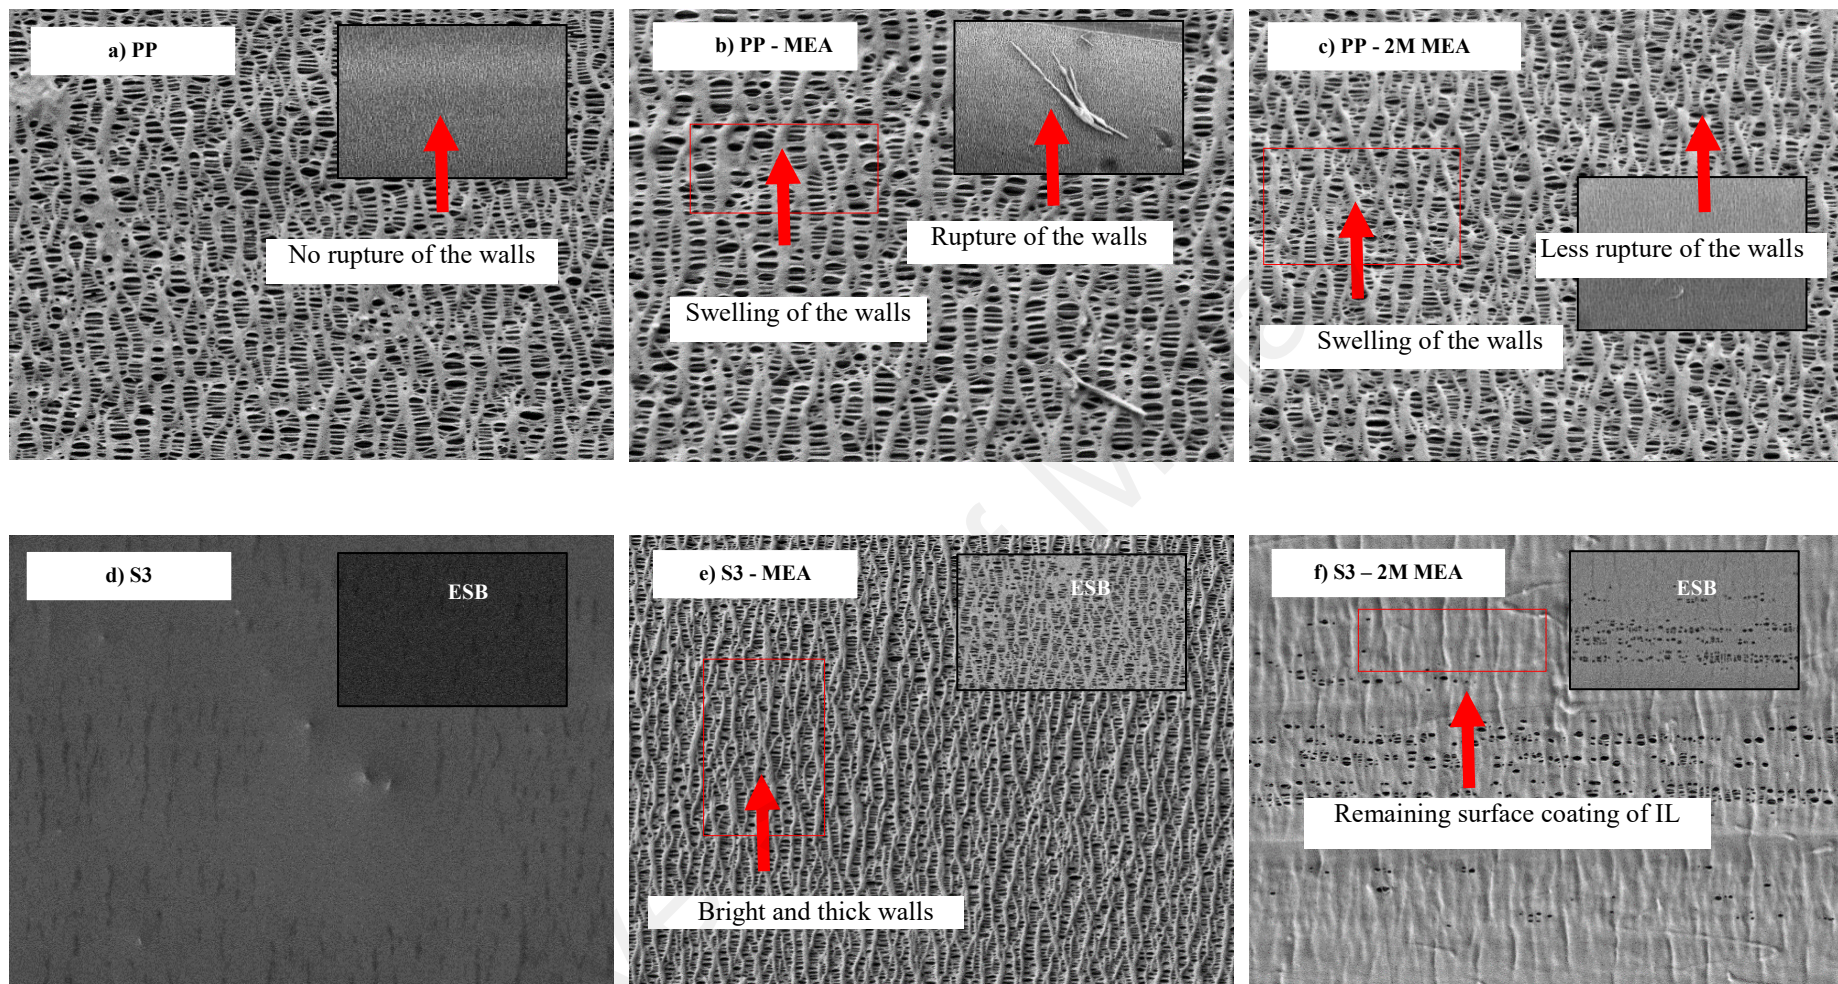 a) PP
No rupture of the walls
b) PP - MEA
Rupture of the walls
Swelling of the walls
c) PP - 2M MEA
Less rupture of the walls
Swelling of the walls
d) S3
ESB
e) S3 - MEA
ESB
Bright and thick walls
f) S3 – 2M MEA
ESB
Remaining surface coating of IL
of M